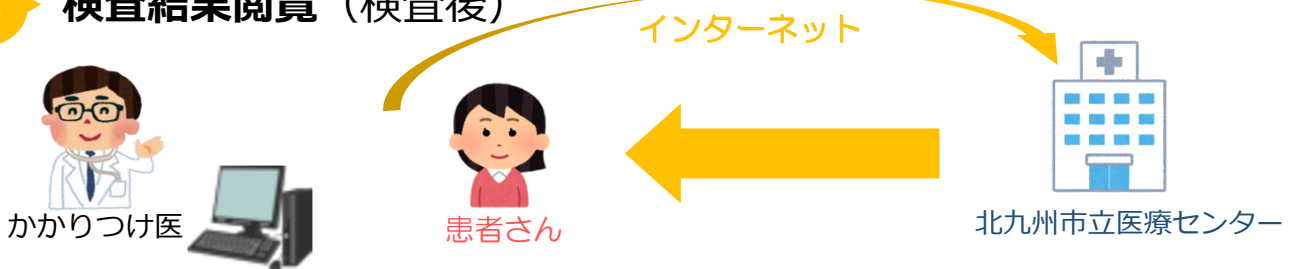 検査結果閲覧（検査後）
インターネット
かかりつけ医
患者さん
北九州市立医療センター